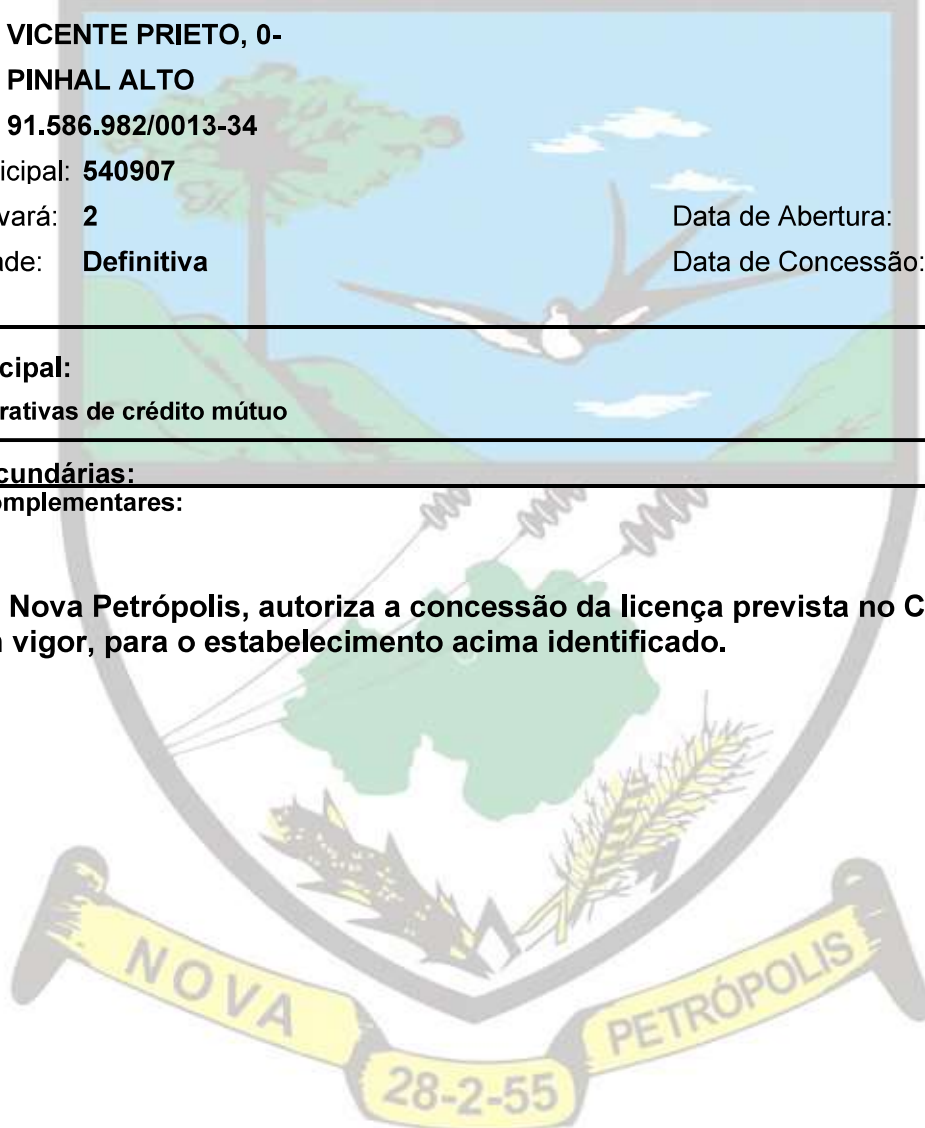 VICENTE PRIETO, 0-
PINHAL ALTO
91.586.982/0013-34
icipal: 540907
vará: 2 Data de Abertura:
ade: Definitiva Data de Concessão:
cipal:
rativas de crédito mútuo
cundárias:
omplementares:
Nova Petrópolis, autoriza a concessão da licença prevista no C
vigor, para o estabelecimento acima identificado.
NOVA
PETRÓPOLIS
28-2-55